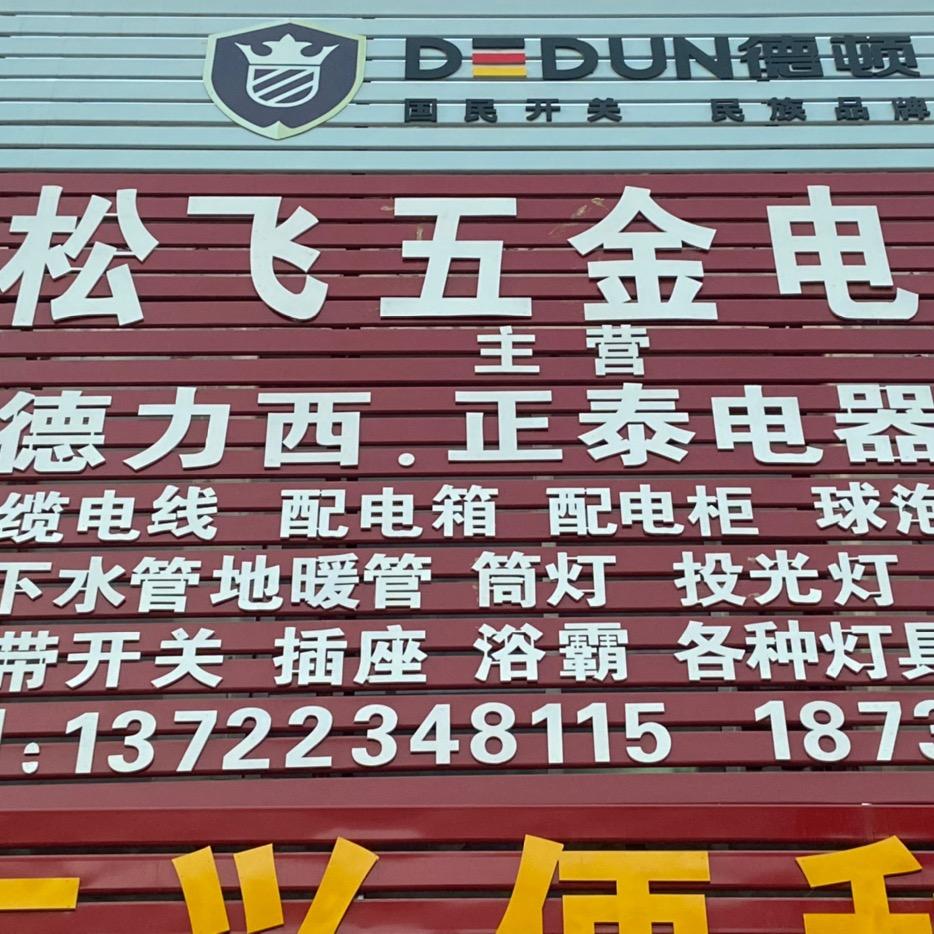 DEDUN德顿
国民开关 民族品牌
松飞五金电
主营
德力西.正泰电器
缆电线 配电箱 配电柜 球泡
下水管地暖管 筒灯 投光灯
带开关 插座 浴霸 各种灯具
:13722348115 1873